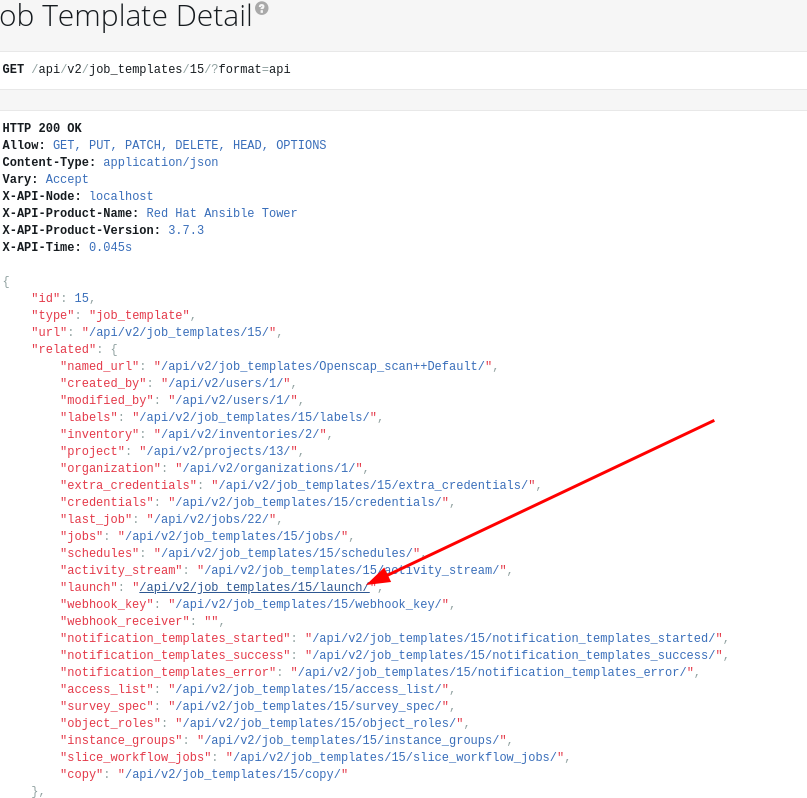 ob Template Detail ?
GET /api/v2/job_templates/15/?format=api
HTTP 200 OK
Allow: GET, PUT, PATCH, DELETE, HEAD, OPTIONS
Content-Type: application/json
Vary: Accept
X-API-Node: localhost
X-API-Product-Name: Red Hat Ansible Tower
X-API-Product-Version: 3.7.3
X-API-Time: 0.045s
{
    "id": 15,
    "type": "job_template",
    "url": "/api/v2/job_templates/15/",
    "related": {
        "named_url": "/api/v2/job_templates/Openscap_scan++Default/",
        "created_by": "/api/v2/users/1/",
        "modified_by": "/api/v2/users/1/",
        "labels": "/api/v2/job_templates/15/labels/",
        "inventory": "/api/v2/inventories/2/",
        "project": "/api/v2/projects/13/",
        "organization": "/api/v2/organizations/1/",
        "extra_credentials": "/api/v2/job_templates/15/extra_credentials/",
        "credentials": "/api/v2/job_templates/15/credentials/",
        "last_job": "/api/v2/jobs/22/",
        "jobs": "/api/v2/job_templates/15/jobs/",
        "schedules": "/api/v2/job_templates/15/schedules/",
        "activity_stream": "/api/v2/job_templates/15/activity_stream/",
        "launch": "/api/v2/job_templates/15/launch/",
        "webhook_key": "/api/v2/job_templates/15/webhook_key/",
        "webhook_receiver": "",
        "notification_templates_started": "/api/v2/job_templates/15/notification_templates_started/",
        "notification_templates_success": "/api/v2/job_templates/15/notification_templates_success/",
        "notification_templates_error": "/api/v2/job_templates/15/notification_templates_error/",
        "access_list": "/api/v2/job_templates/15/access_list/",
        "survey_spec": "/api/v2/job_templates/15/survey_spec/",
        "object_roles": "/api/v2/job_templates/15/object_roles/",
        "instance_groups": "/api/v2/job_templates/15/instance_groups/",
        "slice_workflow_jobs": "/api/v2/job_templates/15/slice_workflow_jobs/",
        "copy": "/api/v2/job_templates/15/copy/"
    },